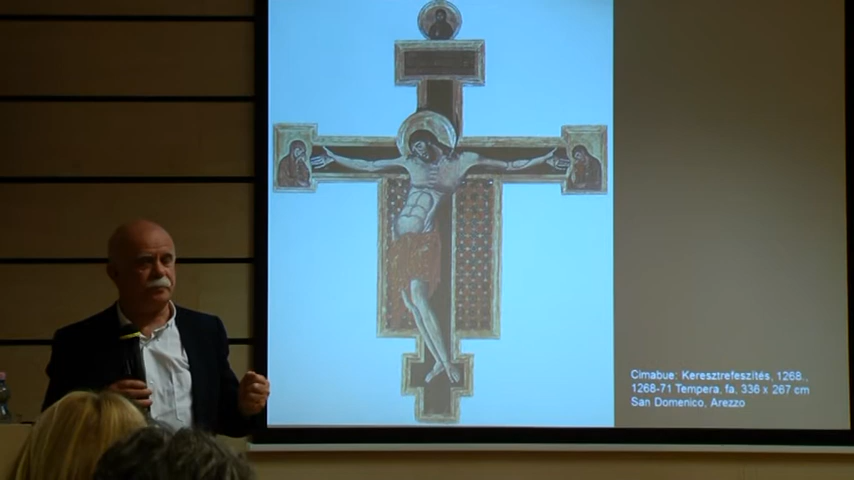 Cimabue: Keresztrefeszítés, 1268.,
1268-71 Tempera, fa, 336 x 267 cm
San Domenico, Arezzo